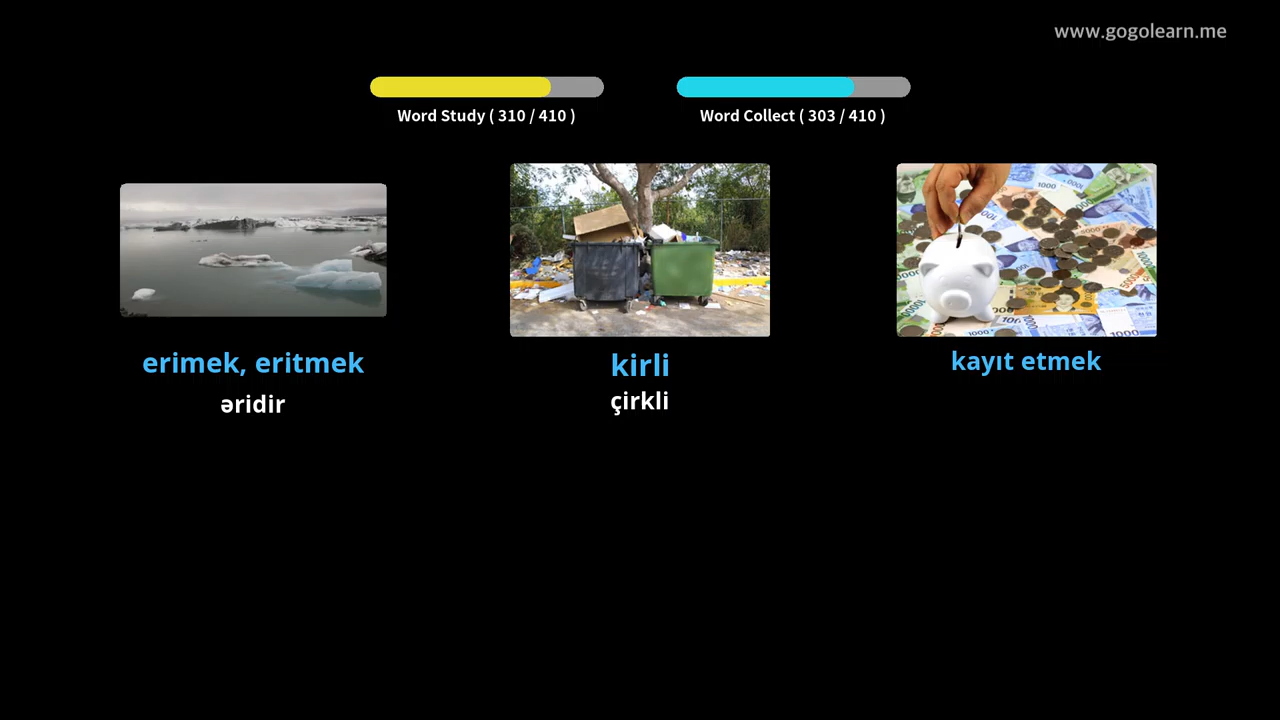 www.gogolearn.me
Word Study ( 310 / 410 )
Word Collect ( 303 / 410 )
erimek, eritmek
əridir
kirli
çirkli
kayıt etmek